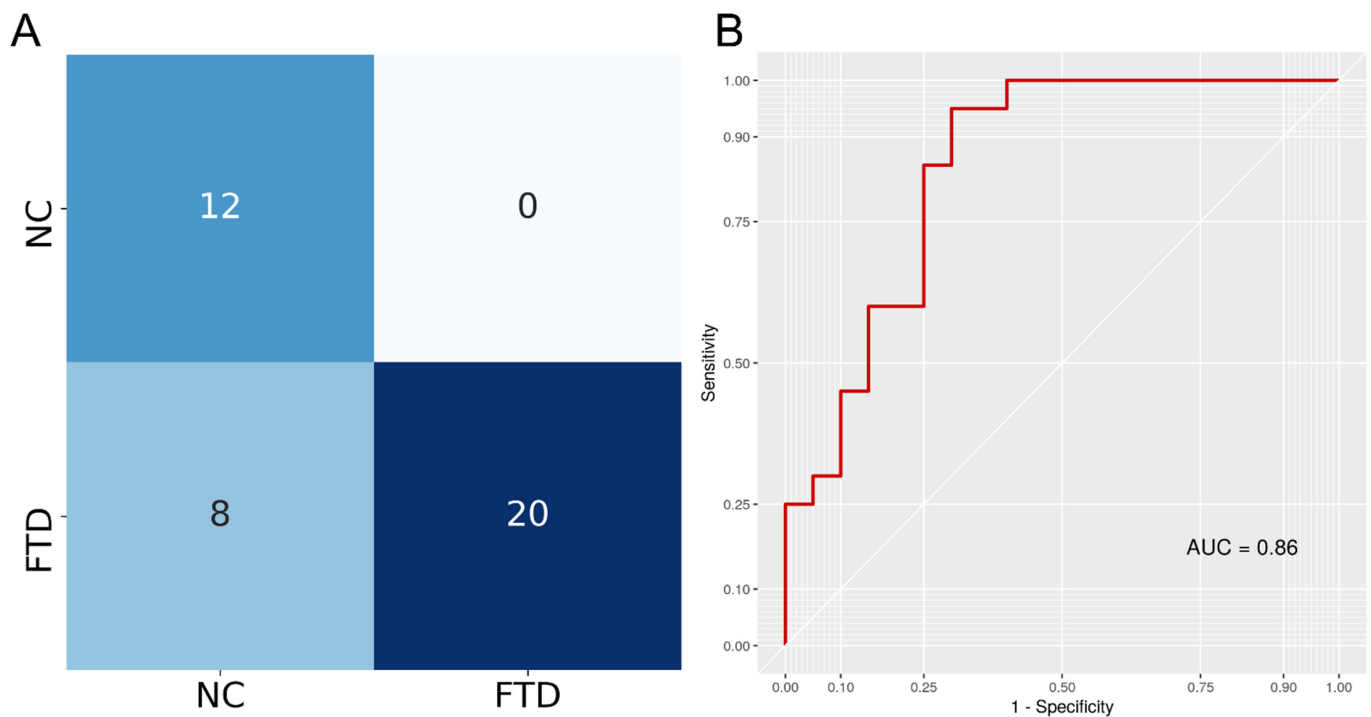 A
NC
12
0
FTD
8
20
NC
FTD
B
Sensitivity
1.00
0.90
0.75
0.50
0.25
0.10
0.00
AUC = 0.86
0.00 0.10 0.25 0.50 0.75 0.90 1.00
1 - Specificity